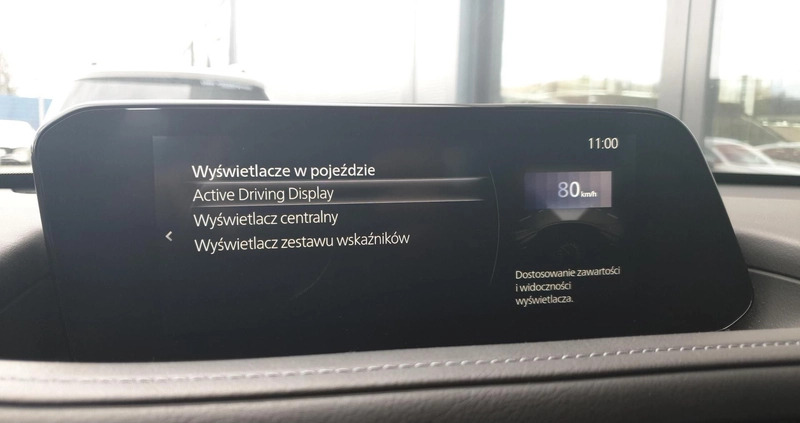 11:00
Wyświetlacze w pojeździe
Active Driving Display
Wyświetlacz centralny
Wyświetlacz zestawu wskaźników
80 km/h
Dostosowanie zawartości
i widoczności
wyświetlacza.